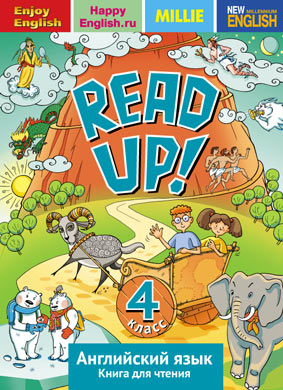 Enjoy
English
Happy
English.ru
MILLIE
NEW MILLENNIUM
ENGLISH
READ
UP!
4
класс
Английский язык
Книга для чтения